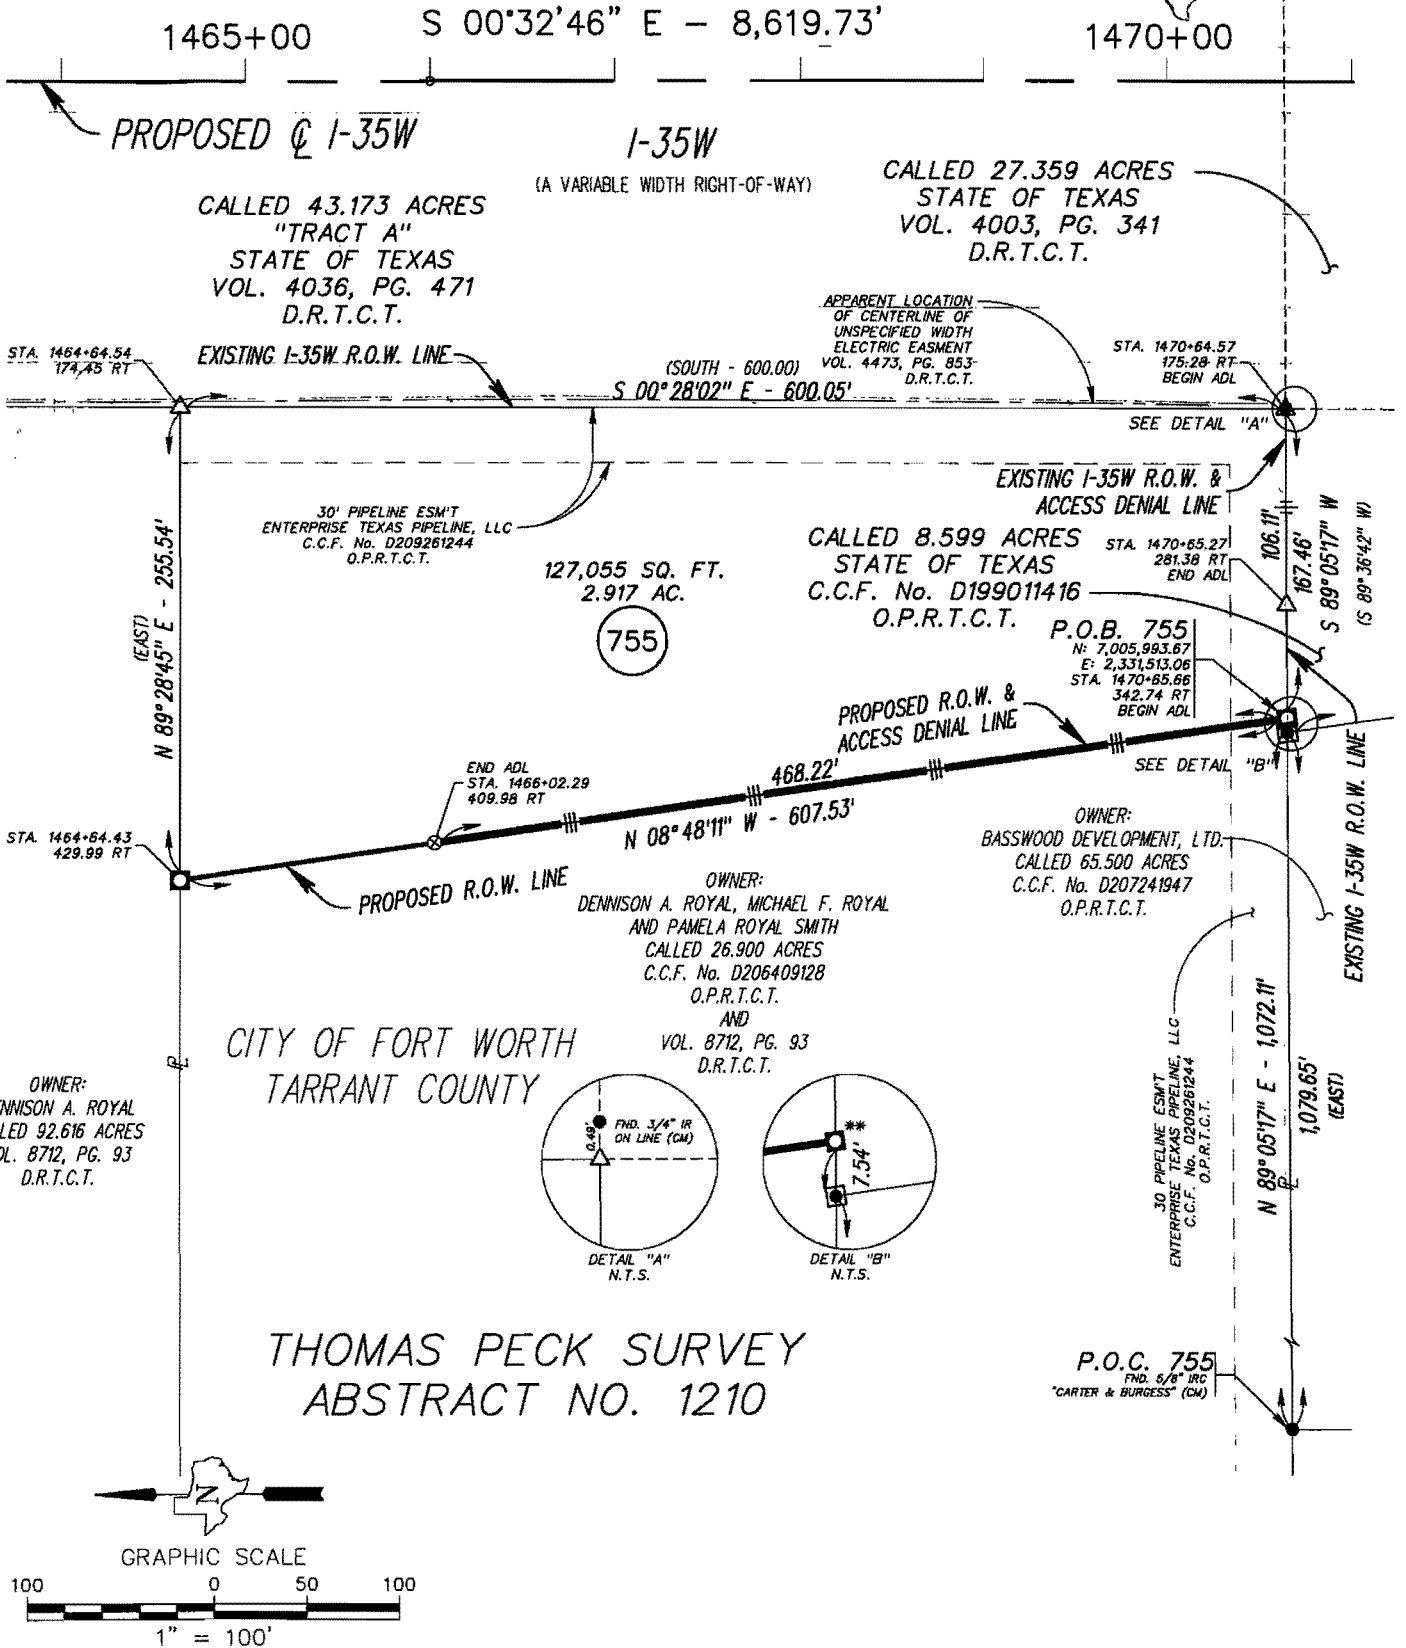 S 00°32'46" E - 8,619.73'
1465+00
1470+00
PROPOSED ℄ I-35W
I-35W
(A VARIABLE WIDTH RIGHT-OF-WAY)
CALLED 43.173 ACRES
"TRACT A"
STATE OF TEXAS
VOL. 4036, PG. 471
D.R.T.C.T.
CALLED 27.359 ACRES
STATE OF TEXAS
VOL. 4003, PG. 341
D.R.T.C.T.
APPARENT LOCATION
OF CENTERLINE OF
UNSPECIFIED WIDTH
ELECTRIC EASMENT
VOL. 4473, PG. 853
D.R.T.C.T.
STA. 1464+64.54
174.45 RT
EXISTING I-35W R.O.W. LINE
(SOUTH - 600.00)
S 00°28'02" E - 600.05'
STA. 1470+64.57
175.28 RT
BEGIN ADL
SEE DETAIL "A"
EXISTING I-35W R.O.W. &
ACCESS DENIAL LINE
30' PIPELINE ESM'T
ENTERPRISE TEXAS PIPELINE, LLC
C.C.F. No. D209261244
O.P.R.T.C.T.
N 89°28'45" E - 255.54'
(EAST)
127,055 SQ. FT.
2.917 AC.
755
CALLED 8.599 ACRES
STATE OF TEXAS
C.C.F. No. D199011416
O.P.R.T.C.T.
STA. 1470+65.27
281.38 RT
END ADL
106.11'
167.46'
S 89°05'17" W
(S 89°36'42" W)
P.O.B. 755
N: 7,005,993.67
E: 2,331,513.06
STA. 1470+65.66
342.74 RT
BEGIN ADL
PROPOSED R.O.W. &
ACCESS DENIAL LINE
SEE DETAIL "B"
END ADL
STA. 1466+02.29
409.98 RT
468.22'
N 08°48'11" W - 607.53'
STA. 1464+64.43
429.99 RT
PROPOSED R.O.W. LINE
OWNER:
DENNISON A. ROYAL, MICHAEL F. ROYAL
AND PAMELA ROYAL SMITH
CALLED 26.900 ACRES
C.C.F. No. D206409128
O.P.R.T.C.T.
AND
VOL. 8712, PG. 93
D.R.T.C.T.
OWNER:
BASSWOOD DEVELOPMENT, LTD.
CALLED 65.500 ACRES
C.C.F. No. D207241947
O.P.R.T.C.T.
EXISTING I-35W R.O.W. LINE
CITY OF FORT WORTH
TARRANT COUNTY
℄
OWNER:
NNISON A. ROYAL
LED 92.616 ACRES
OL. 8712, PG. 93
D.R.T.C.T.
0.49'
FND. 3/4" IR
ON LINE (CM)
DETAIL "A"
N.T.S.
**
7.54'
DETAIL "B"
N.T.S.
30 PIPELINE ESM'T
ENTERPRISE TEXAS PIPELINE, LLC
C.C.F. No. D209261244
O.P.R.T.C.T.
N 89°05'17" E - 1,072.11'
1,079.65'
(EAST)
THOMAS PECK SURVEY
ABSTRACT NO. 1210
P.O.C. 755
FND. 5/8" IRC
"CARTER & BURGESS" (CM)
N
GRAPHIC SCALE
100 0 50 100
1" = 100'